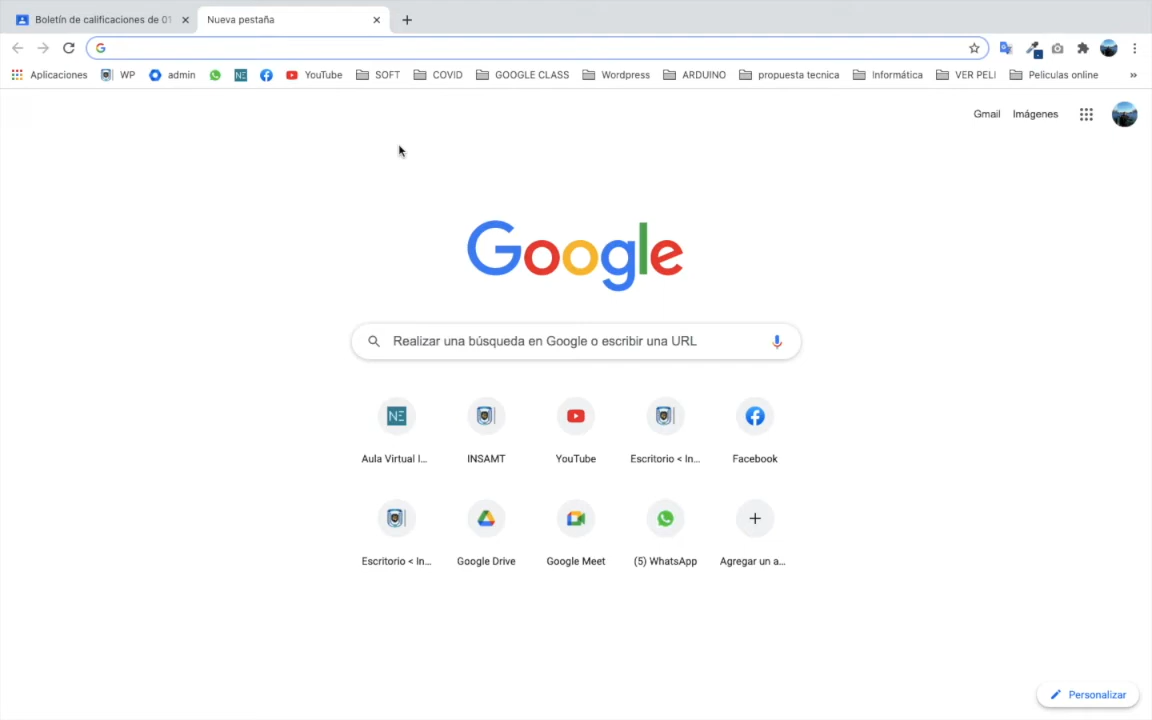 Boletín de calificaciones de 01
Nueva pestaña
Aplicaciones WP admin NE YouTube SOFT COVID GOOGLE CLASS Wordpress ARDUINO propuesta tecnica Informática VER PELI Peliculas online »
Gmail Imágenes
Google
Realizar una búsqueda en Google o escribir una URL
NE
Aula Virtual I... INSAMT YouTube Escritorio < In... Facebook
Escritorio < In... Google Drive Google Meet (5) WhatsApp Agregar un a...
Personalizar